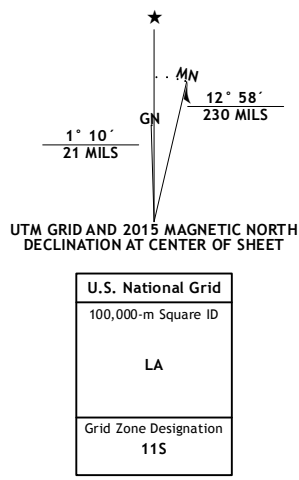 ★
MN
GN
12° 58´
230 MILS
1° 10´
21 MILS
UTM GRID AND 2015 MAGNETIC NORTH
DECLINATION AT CENTER OF SHEET
U.S. National Grid
100,000-m Square ID
LA
Grid Zone Designation
11S